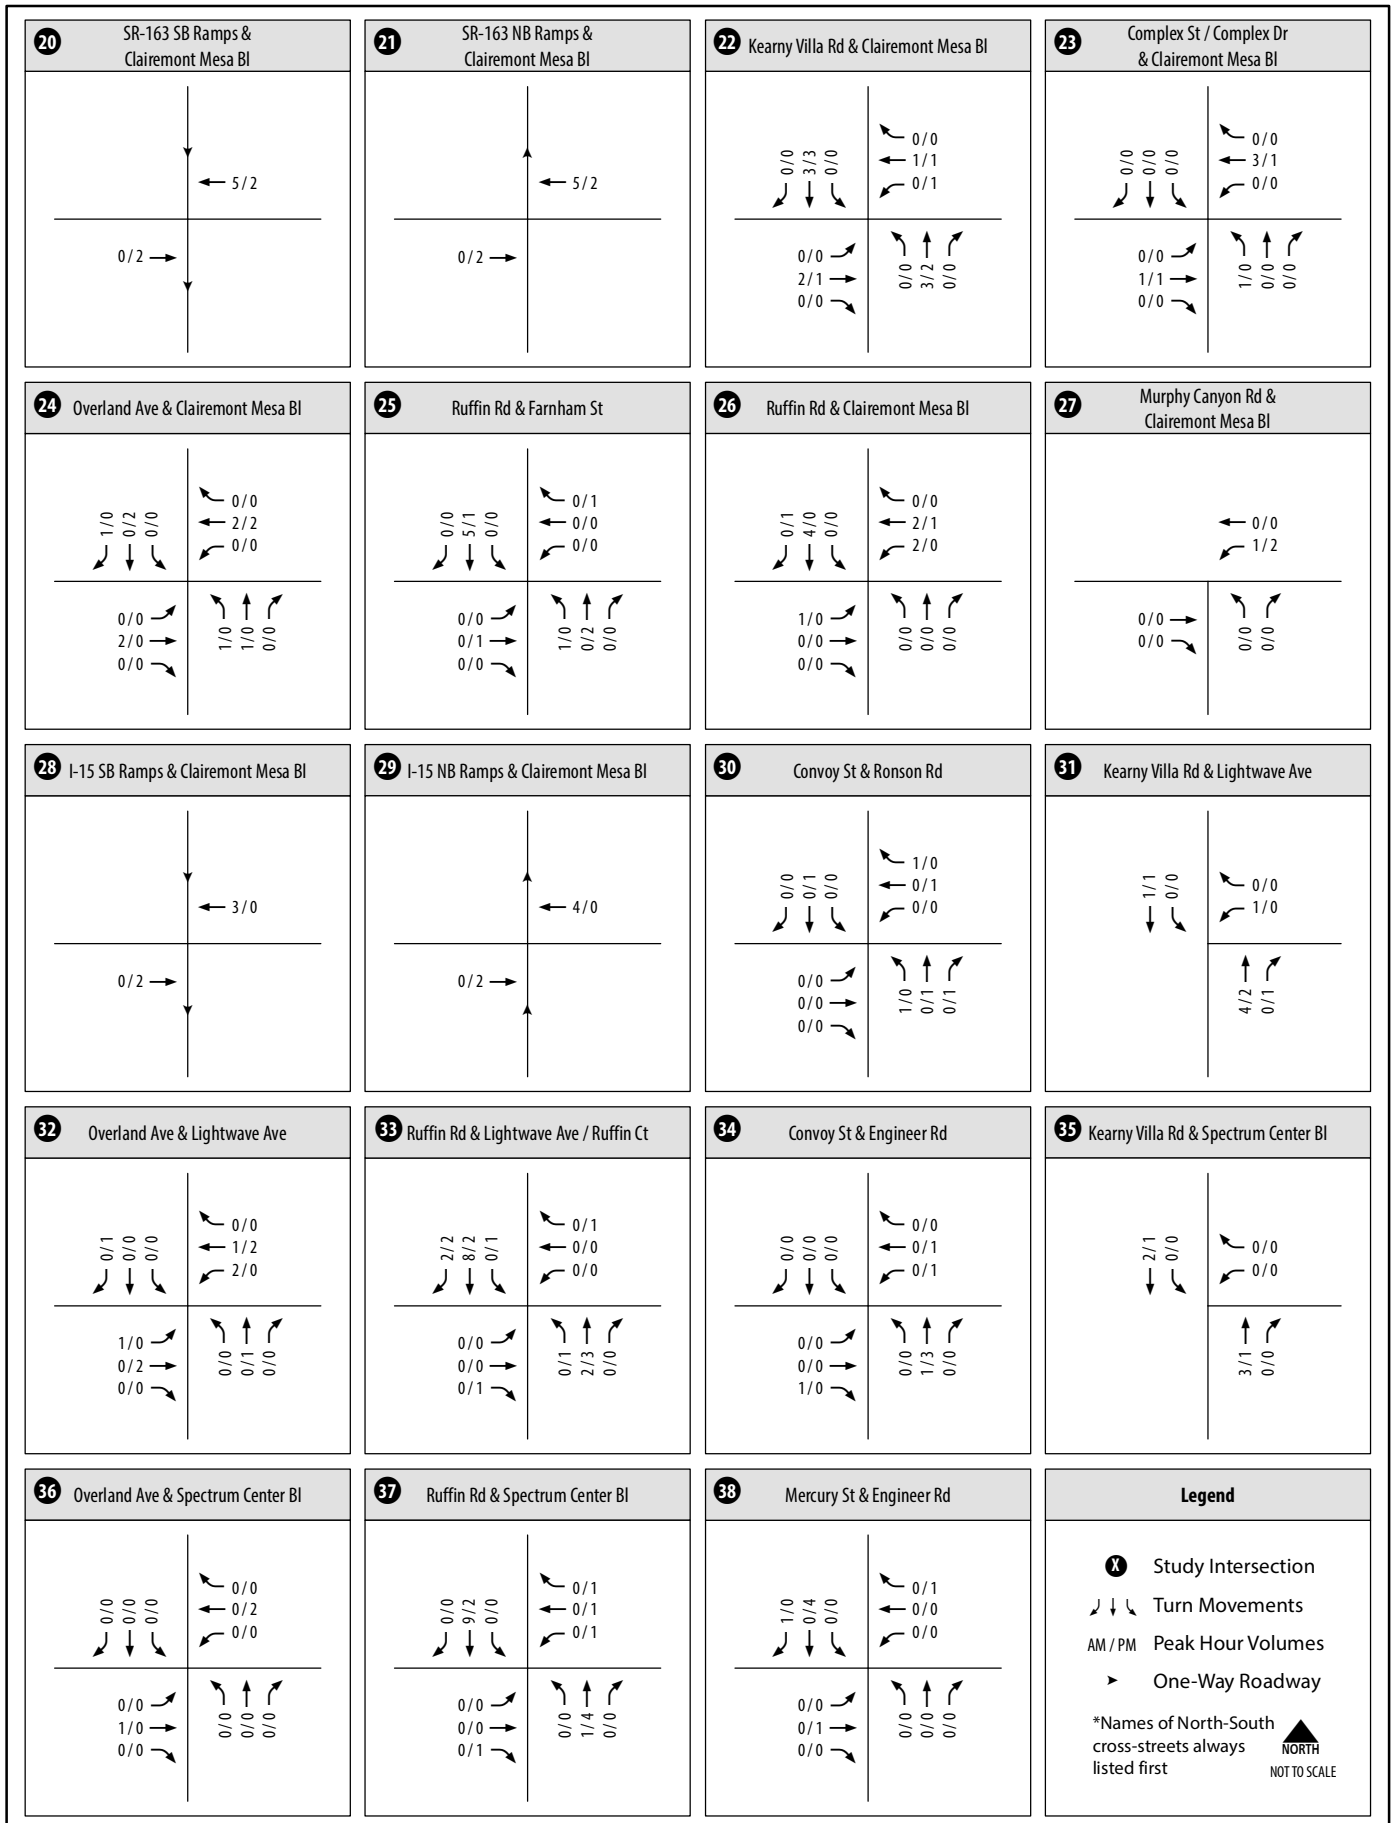 20
SR-163 SB Ramps &
Clairemont Mesa Bl
5 / 2
0 / 2
21
SR-163 NB Ramps &
Clairemont Mesa Bl
5 / 2
0 / 2
22
Kearny Villa Rd & Clairemont Mesa Bl
0 / 0
3 / 3
0 / 0
0 / 0
1 / 1
0 / 1
0 / 0
2 / 1
0 / 0
0 / 0
3 / 2
0 / 0
23
Complex St / Complex Dr
& Clairemont Mesa Bl
0 / 0
0 / 0
0 / 0
0 / 0
3 / 1
0 / 0
0 / 0
1 / 1
0 / 0
1 / 0
0 / 0
0 / 0
24
Overland Ave & Clairemont Mesa Bl
1 / 0
0 / 2
0 / 0
0 / 0
2 / 2
0 / 0
0 / 0
2 / 0
0 / 0
1 / 0
1 / 0
0 / 0
25
Ruffin Rd & Farnham St
0 / 0
5 / 1
0 / 0
0 / 1
0 / 0
0 / 0
0 / 0
0 / 1
0 / 0
1 / 0
0 / 2
0 / 0
26
Ruffin Rd & Clairemont Mesa Bl
0 / 1
4 / 0
0 / 0
0 / 0
2 / 1
2 / 0
1 / 0
0 / 0
0 / 0
0 / 0
0 / 0
0 / 0
27
Murphy Canyon Rd &
Clairemont Mesa Bl
0 / 0
1 / 2
0 / 0
0 / 0
0 / 0
0 / 0
28
I-15 SB Ramps & Clairemont Mesa Bl
3 / 0
0 / 2
29
I-15 NB Ramps & Clairemont Mesa Bl
4 / 0
0 / 2
30
Convoy St & Ronson Rd
0 / 0
0 / 1
0 / 0
1 / 0
0 / 1
0 / 0
0 / 0
0 / 0
0 / 0
1 / 0
0 / 1
0 / 1
31
Kearny Villa Rd & Lightwave Ave
1 / 1
0 / 0
0 / 0
1 / 0
4 / 2
0 / 1
32
Overland Ave & Lightwave Ave
0 / 1
0 / 0
0 / 0
0 / 0
1 / 2
2 / 0
1 / 0
0 / 2
0 / 0
0 / 0
0 / 1
0 / 0
33
Ruffin Rd & Lightwave Ave / Ruffin Ct
2 / 2
8 / 2
0 / 1
0 / 1
0 / 0
0 / 0
0 / 0
0 / 0
0 / 1
0 / 1
2 / 3
0 / 0
34
Convoy St & Engineer Rd
0 / 0
0 / 0
0 / 0
0 / 0
0 / 1
0 / 1
0 / 0
0 / 0
1 / 0
0 / 0
1 / 3
0 / 0
35
Kearny Villa Rd & Spectrum Center Bl
2 / 1
0 / 0
0 / 0
0 / 0
3 / 1
0 / 0
36
Overland Ave & Spectrum Center Bl
0 / 0
0 / 0
0 / 0
0 / 0
0 / 2
0 / 0
0 / 0
1 / 0
0 / 0
0 / 0
0 / 0
0 / 0
37
Ruffin Rd & Spectrum Center Bl
0 / 0
9 / 2
0 / 0
0 / 1
0 / 1
0 / 1
0 / 0
0 / 0
0 / 1
0 / 0
1 / 4
0 / 0
38
Mercury St & Engineer Rd
1 / 0
0 / 4
0 / 0
0 / 1
0 / 0
0 / 0
0 / 0
0 / 1
0 / 0
0 / 0
0 / 0
0 / 0
Legend
X Study Intersection
Turn Movements
AM / PM Peak Hour Volumes
One-Way Roadway
*Names of North-South
cross-streets always
listed first
NORTH
NOT TO SCALE